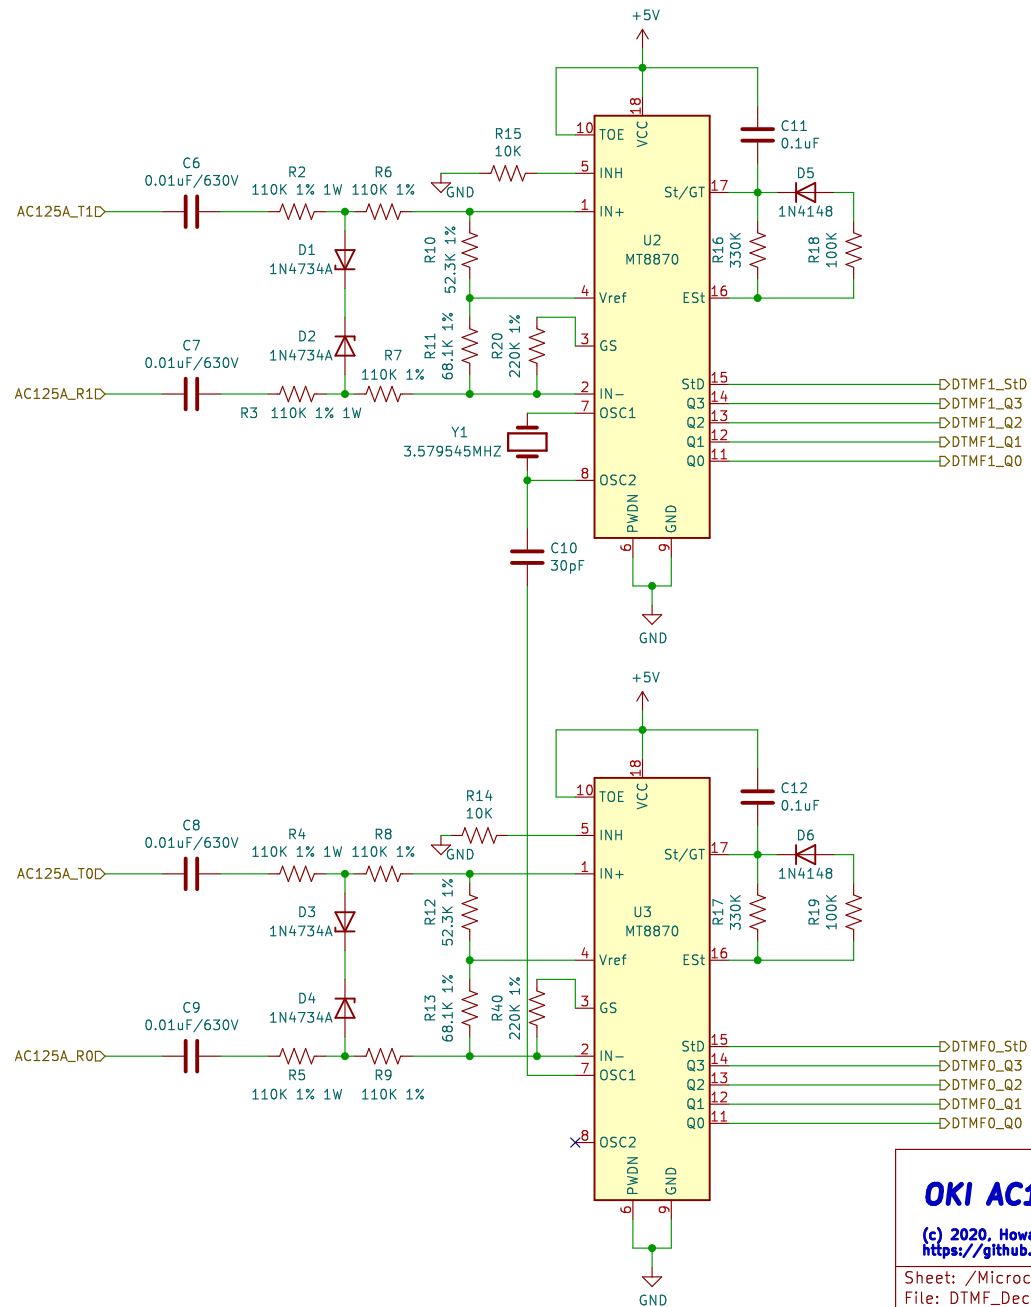 +5V
18
VCC
10
TOE
C11
0.1uF
R15
10K
5
INH
GND
C6
0.01uF/630V
R2
110K 1% 1W
R6
110K 1%
D5
1N4148
St/GT
17
AC125A_T1
1
IN+
R10
52.3K 1%
U2
MT8870
R16
330K
R18
100K
D1
1N4734A
4
Vref
ESt
16
D2
1N4734A
R11
68.1K 1%
R20
220K 1%
3
GS
C7
0.01uF/630V
R7
110K 1%
AC125A_R1
R3
110K 1% 1W
2
IN-
StD
15
DTMF1_StD
Q3
14
DTMF1_Q3
7
OSC1
Q2
13
DTMF1_Q2
Y1
3.579545MHZ
Q1
12
DTMF1_Q1
Q0
11
DTMF1_Q0
8
OSC2
PWDN
GND
6
9
C10
30pF
GND
+5V
18
VCC
10
TOE
C12
0.1uF
R14
10K
5
INH
GND
C8
0.01uF/630V
R4
110K 1% 1W
R8
110K 1%
D6
1N4148
St/GT
17
AC125A_T0
1
IN+
R12
52.3K 1%
U3
MT8870
R17
330K
R19
100K
D3
1N4734A
4
Vref
ESt
16
D4
1N4734A
R13
68.1K 1%
R40
220K 1%
3
GS
C9
0.01uF/630V
AC125A_R0
R5
110K 1% 1W
R9
110K 1%
2
IN-
StD
15
DTMF0_StD
7
OSC1
Q3
14
DTMF0_Q3
Q2
13
DTMF0_Q2
Q1
12
DTMF0_Q1
Q0
11
DTMF0_Q0
8
OSC2
PWDN
GND
6
9
GND
OKI AC1
(c) 2020, Howa
https://github.
Sheet: /Microc
File: DTMF_Dec